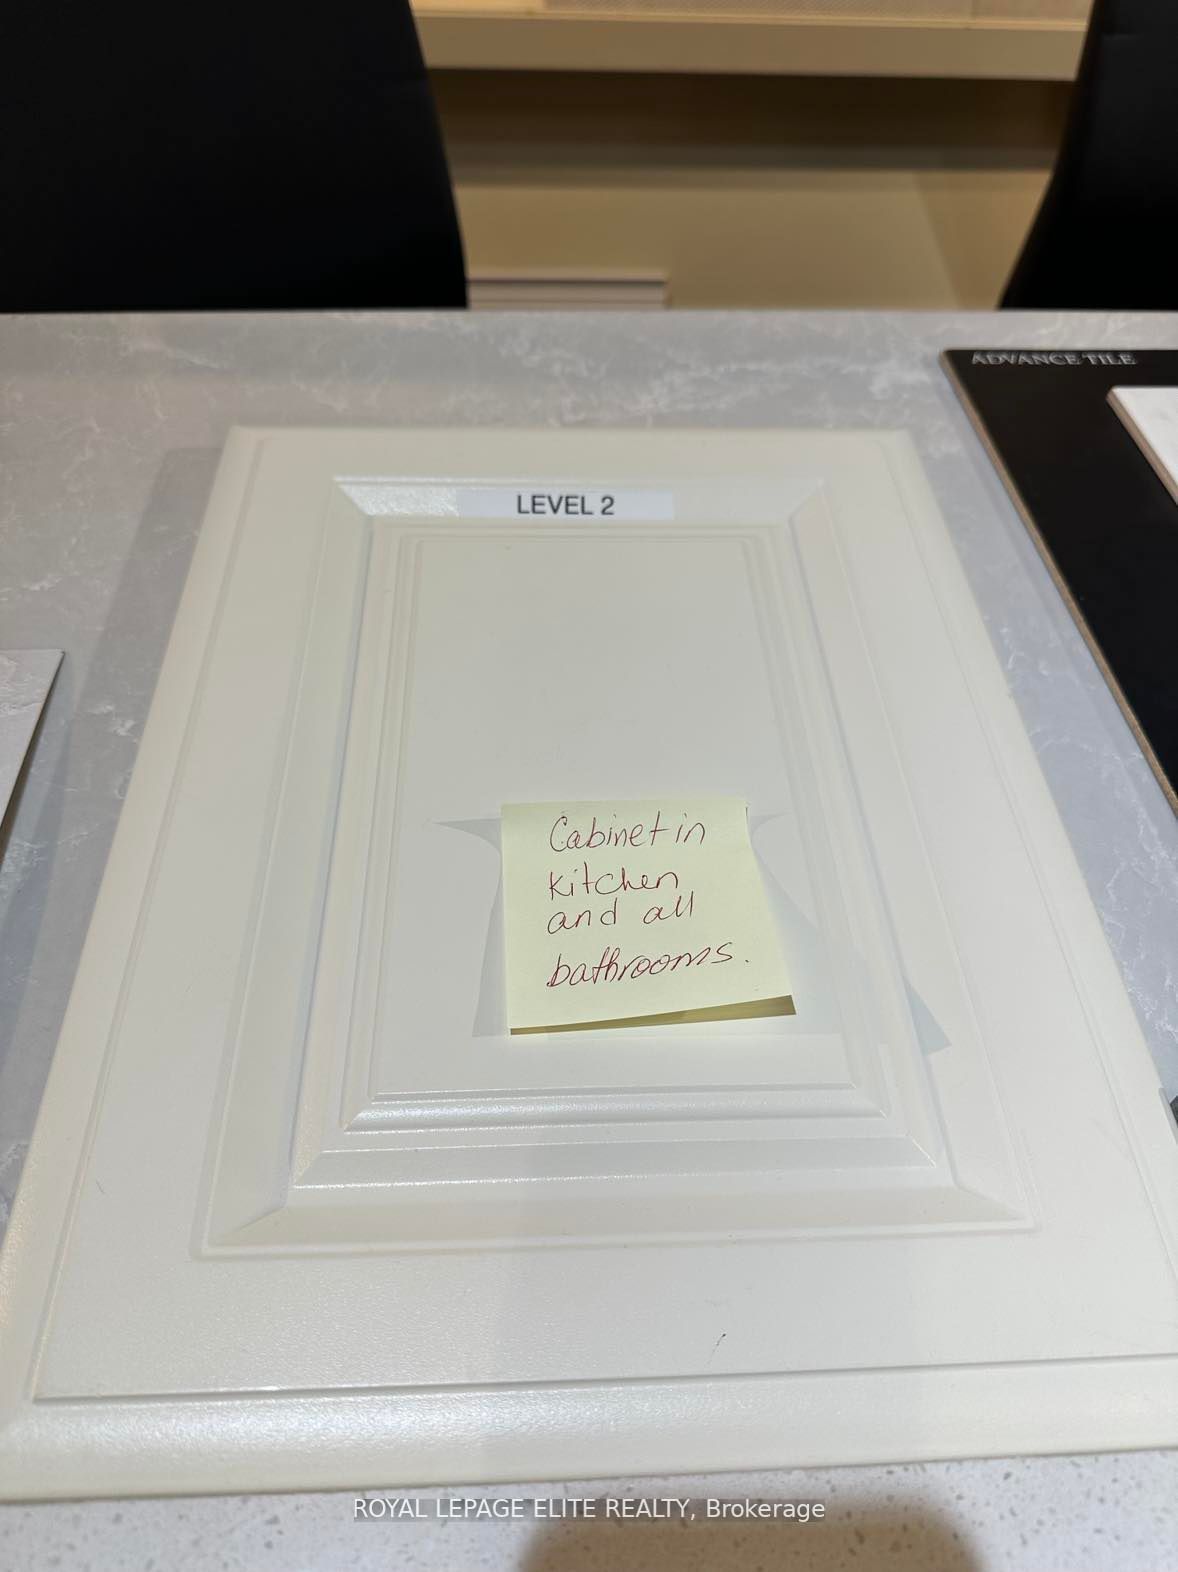 ADVANCE TILE
LEVEL 2
Cabinet in
kitchen
and all
bathrooms.
ROYAL LEPAGE ELITE REALTY, Brokerage